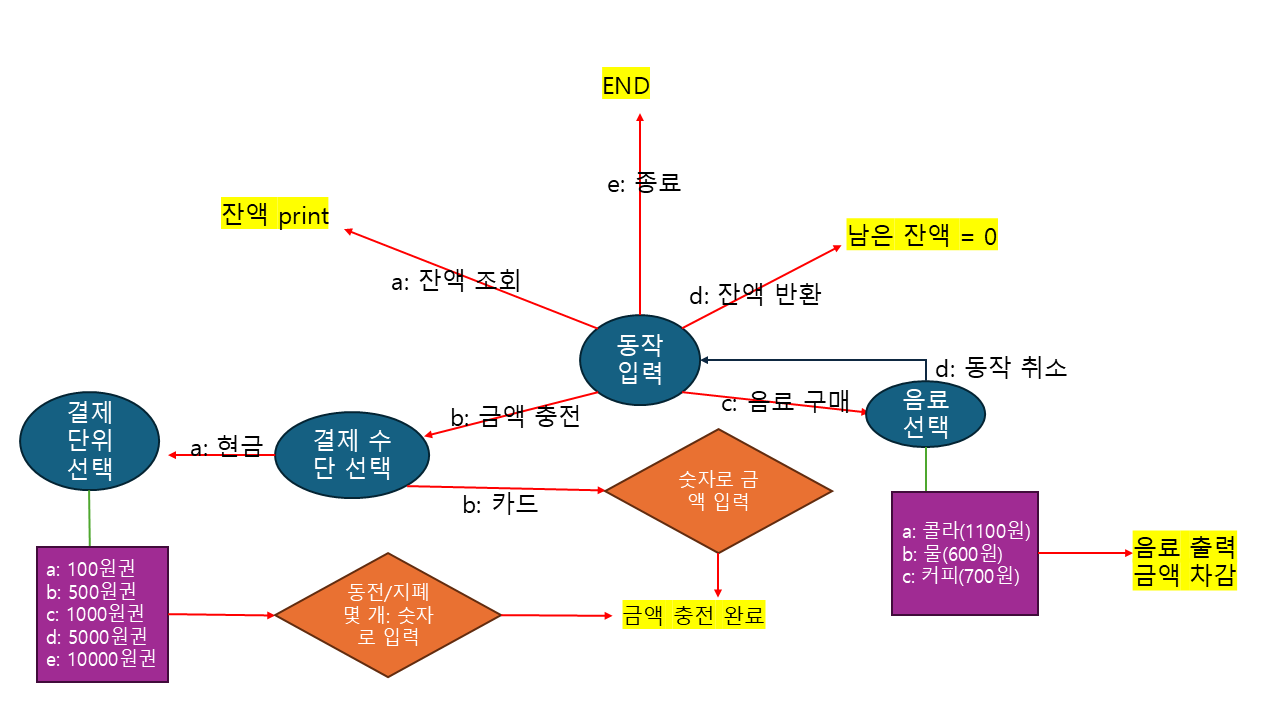 END
e: 종료
잔액 print
남은 잔액 = 0
a: 잔액 조회
d: 잔액 반환
동작
입력
d: 동작 취소
b: 금액 충전
c: 음료 구매
음료
선택
결제
단위
선택
a: 현금
결제 수
단 선택
b: 카드
숫자로 금
액 입력
a: 콜라(1100원)
b: 물(600원)
c: 커피(700원)
음료 출력
금액 차감
a: 100원권
b: 500원권
c: 1000원권
d: 5000원권
e: 10000원권
동전/지폐
몇 개: 숫자
로 입력
금액 충전 완료